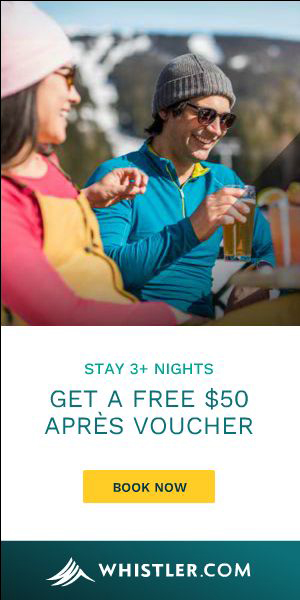 STAY 3+ NIGHTS
GET A FREE $50
APRÈS VOUCHER
BOOK NOW
WHISTLER.COM